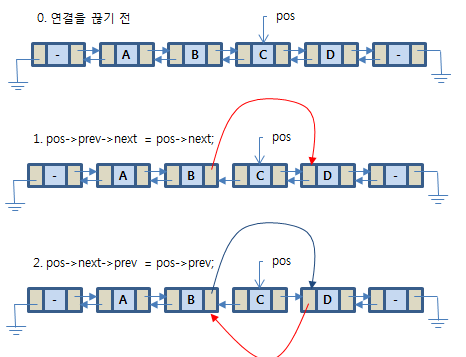 0. 연결을 끊기 전
pos
- A B C D -
1. pos->prev->next = pos->next;
pos
- A B C D -
2. pos->next->prev = pos->prev;
pos
- A B C D -